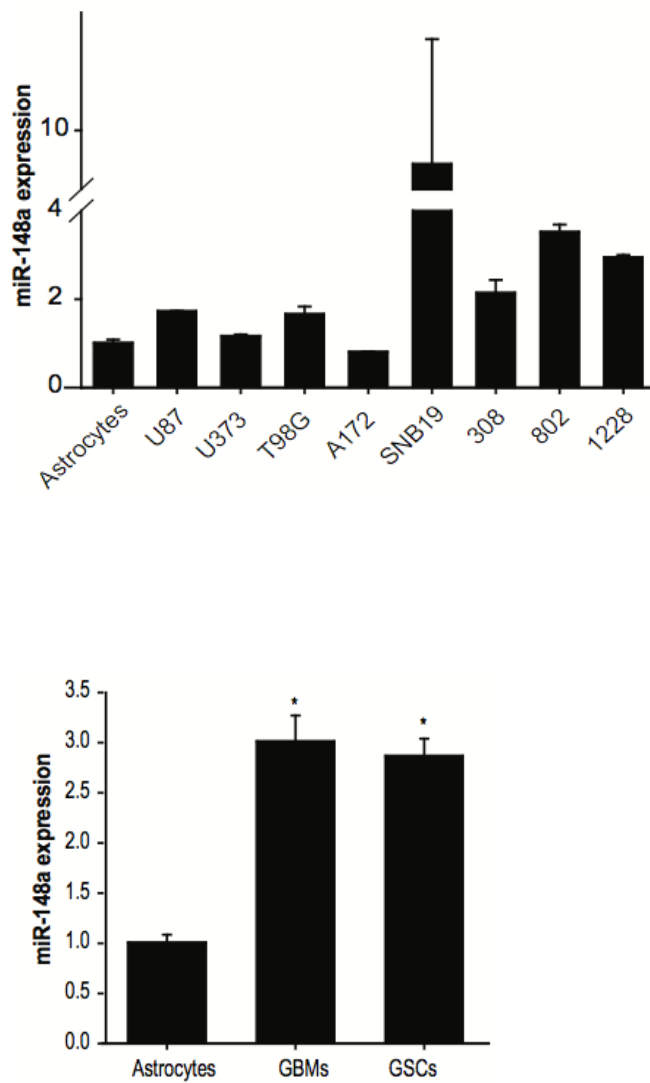 miR-148a expression
10
4
2
0
Astrocytes
U87
U373
T98G
A172
SNB19
308
802
1228
miR-148a expression
3.5
3.0
2.5
2.0
1.5
1.0
0.5
0.0
*
*
Astrocytes
GBMs
GSCs